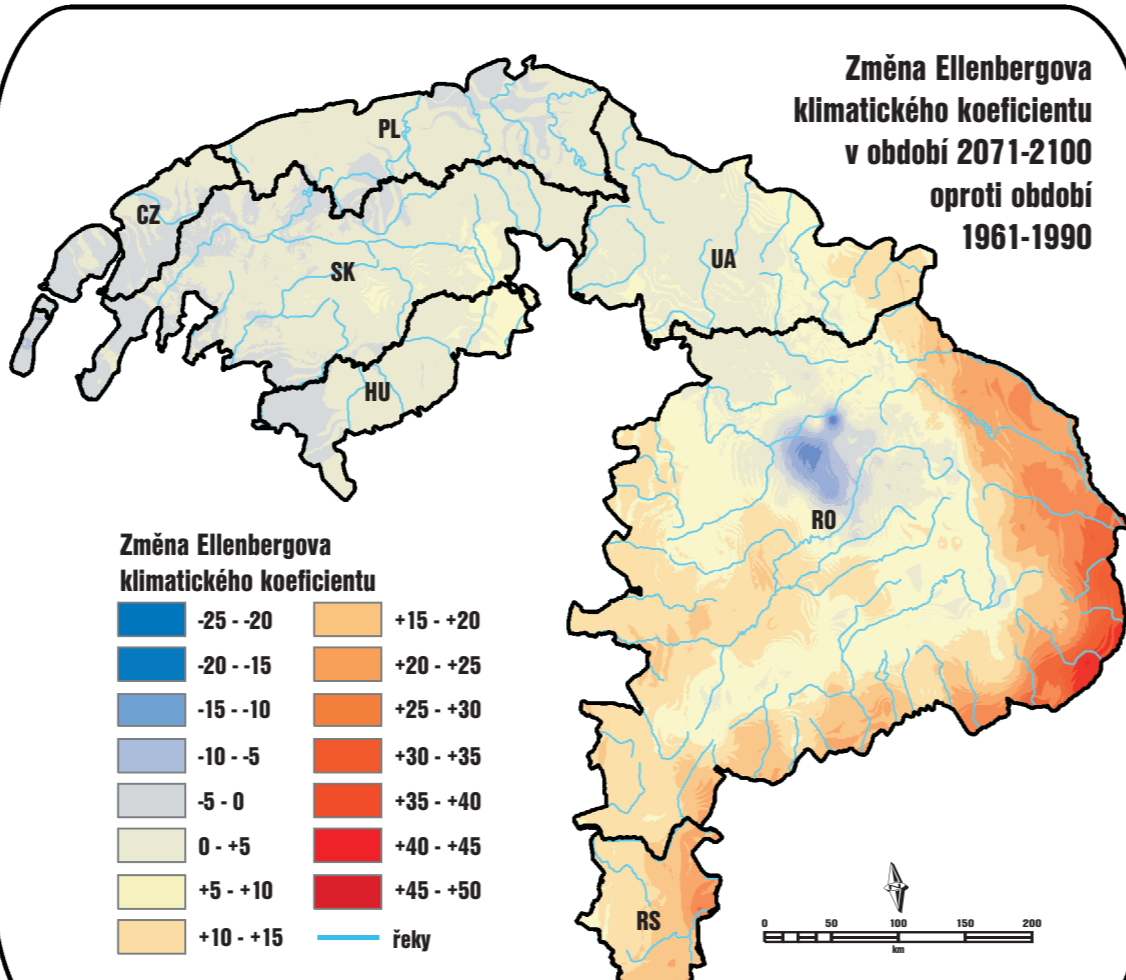 Změna Ellenbergova
klimatického koeficientu
v období 2071-2100
oproti období
1961-1990
PL
CZ
SK
UA
HU
RO
RS
Změna Ellenbergova
klimatického koeficientu
-25 - -20
-20 - -15
-15 - -10
-10 - -5
-5 - 0
0 - +5
+5 - +10
+10 - +15
+15 - +20
+20 - +25
+25 - +30
+30 - +35
+35 - +40
+40 - +45
+45 - +50
řeky
0 50 100 150 200
km